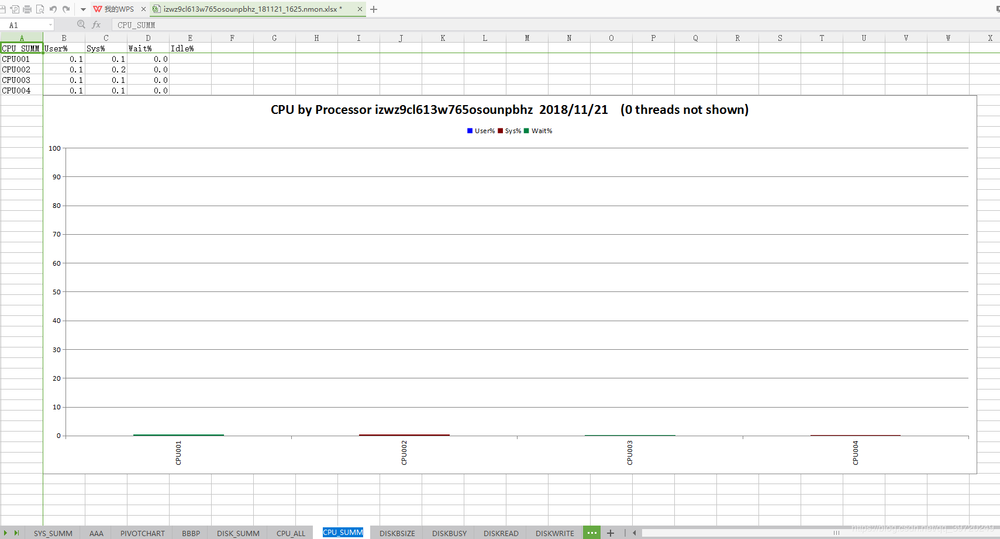 我的WPS izwz9cl613w765osounpbhz_181121_1625.nmon.xlsx *
A1 fx CPU_SUMM
A B C D E F G H I J K L M N O P Q R S T U V W X
CPU_SUMM User% Sys% Wait% Idle%
CPU001 0.1 0.1 0.0
CPU002 0.1 0.2 0.0
CPU003 0.1 0.1 0.0
CPU004 0.1 0.1 0.0
CPU by Processor izwz9cl613w765osounpbhz 2018/11/21 (0 threads not shown)
User% Sys% Wait%
100
90
80
70
60
50
40
30
20
10
0
CPU001 CPU002 CPU003 CPU004
SYS_SUMM AAA PIVOTCHART BBBP DISK_SUMM CPU_ALL CPU_SUMM DISKBSIZE DISKBUSY DISKREAD DISKWRITE ... +
https://blog.csdn.net/qq_39720249